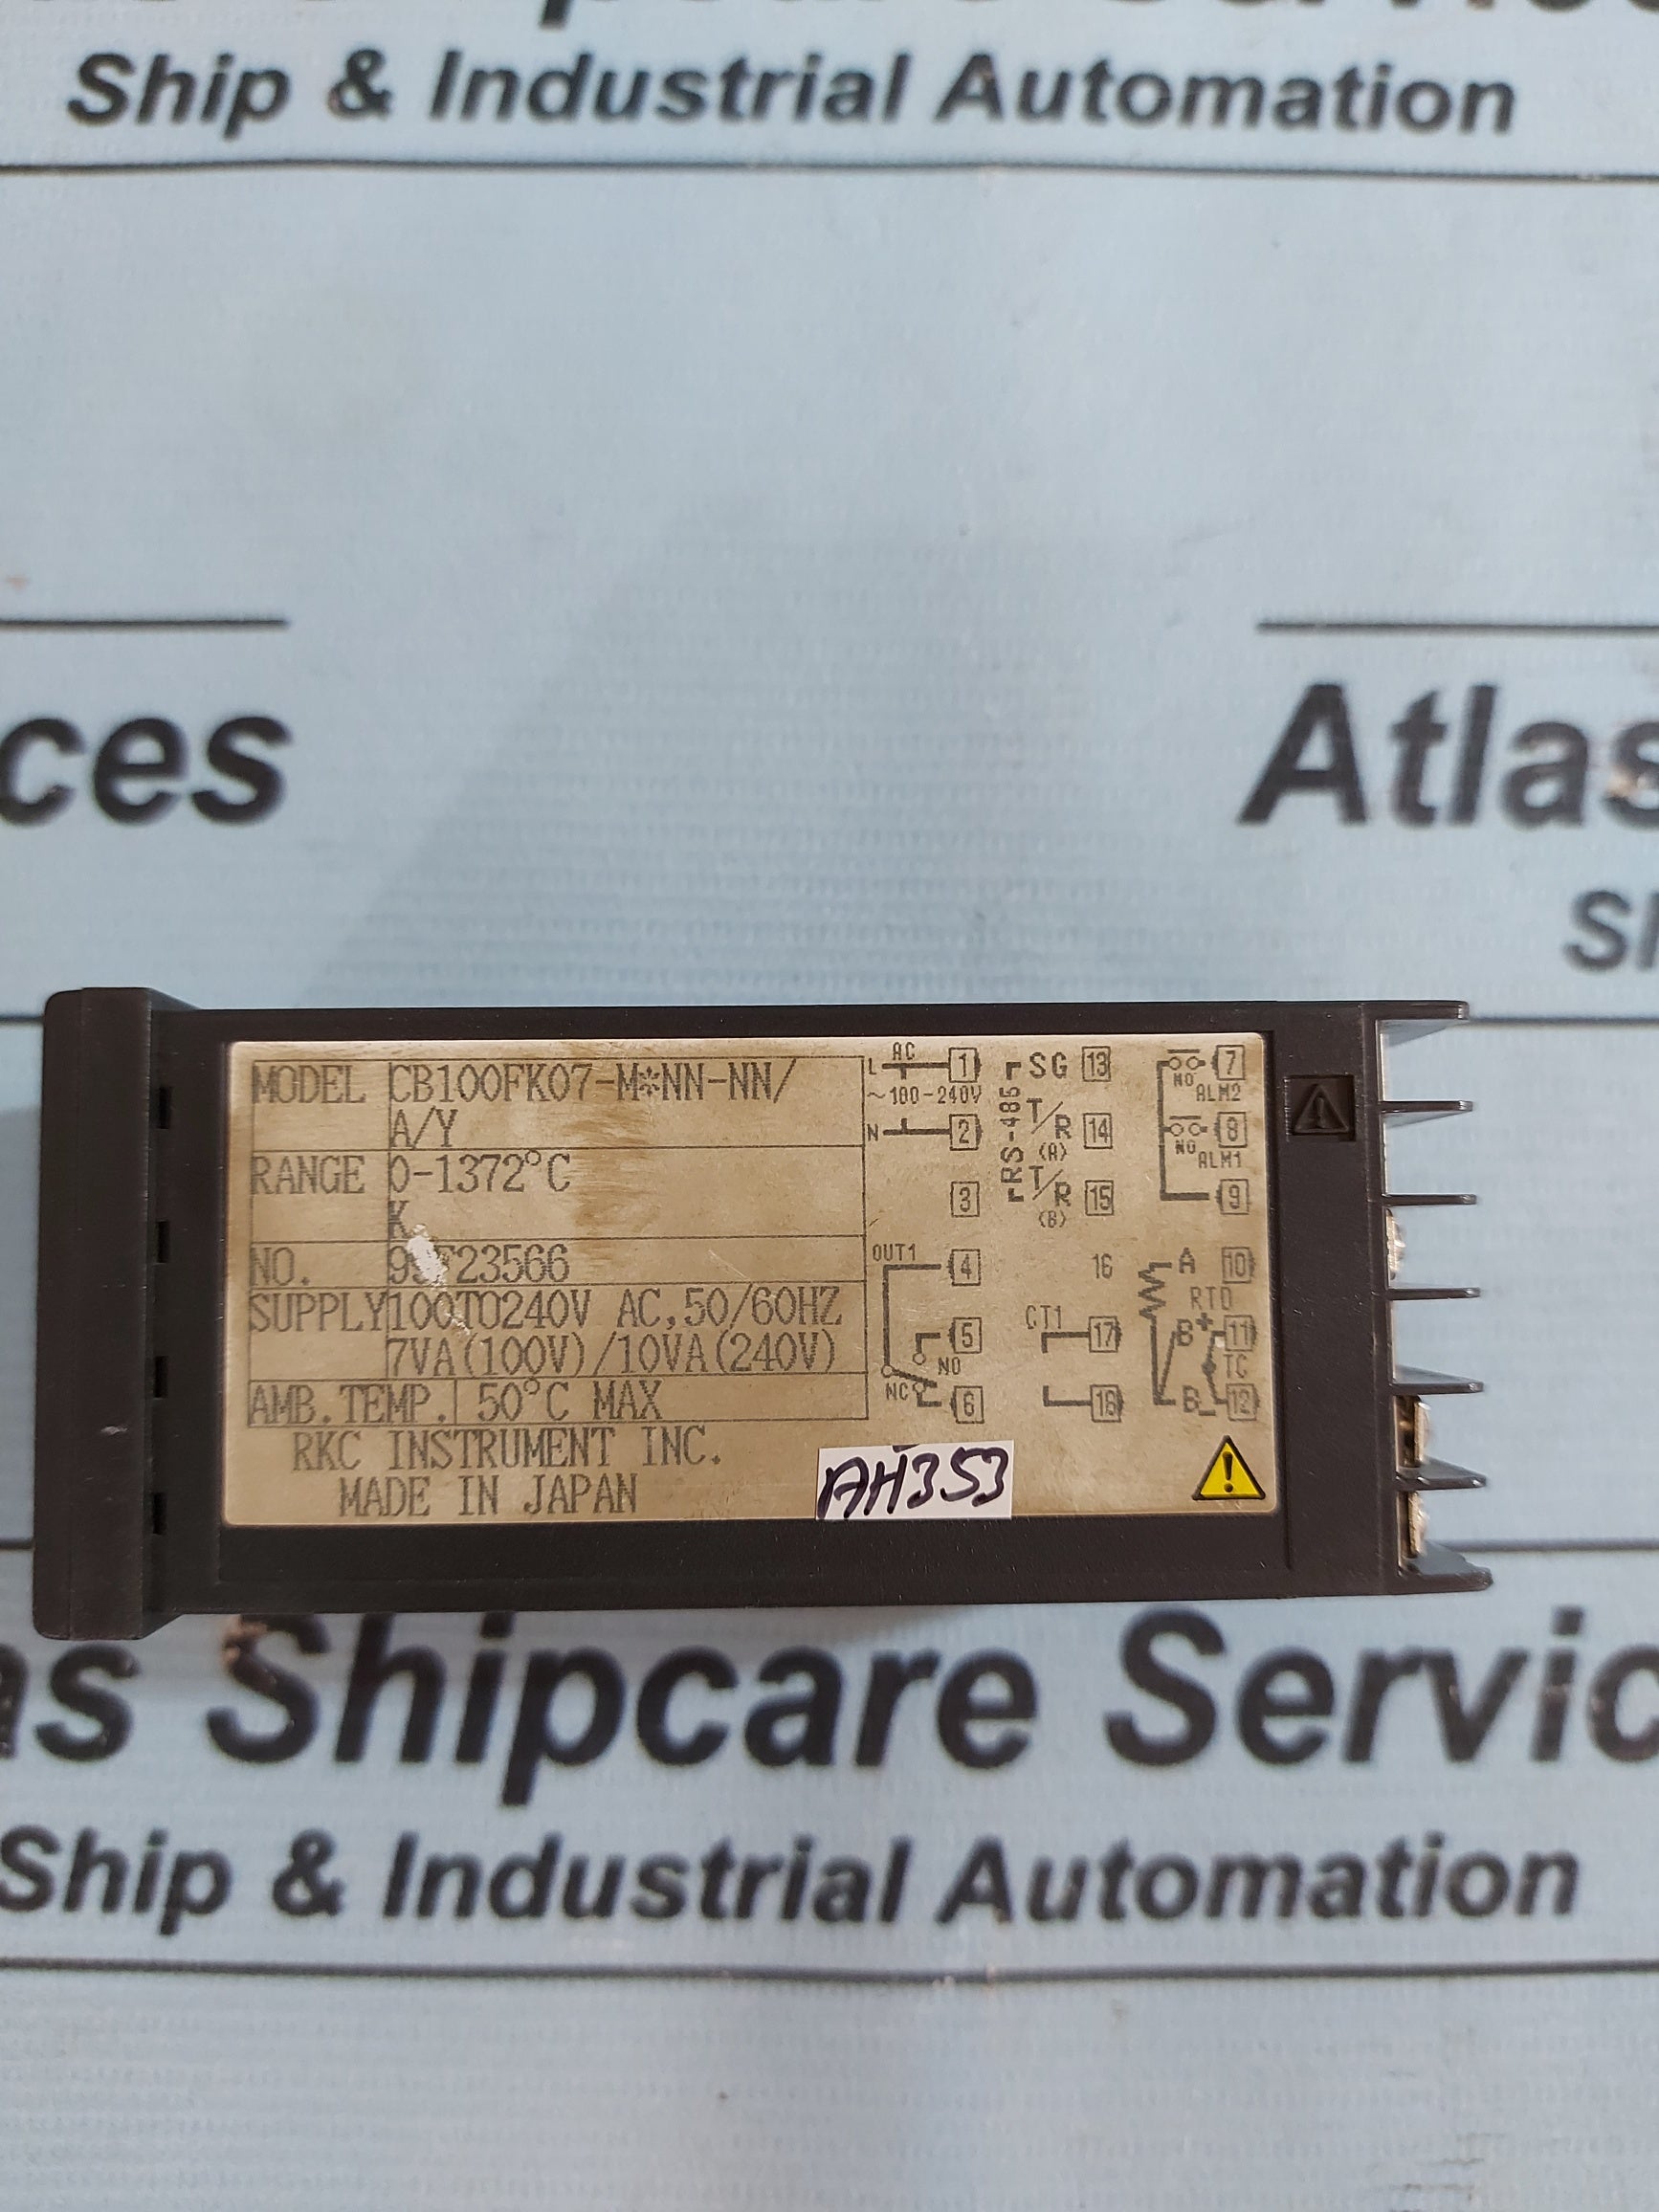 Ship & Industrial Automation
ces
Atlas
MODEL CB100FK07-M*NN-NN/
A/Y
RANGE 0-1372°C
K
NO. 23566
SUPPLY 100TO240V AC,50/60HZ
7VA(100V)/10VA(240V)
AMB.TEMP. 50°C MAX
RKC INSTRUMENT INC.
MADE IN JAPAN
L AC 1
~100-240V
N 2
3
OUT1 4
5
NO
NC 6
RS-485
SG 13
T/R (A) 14
T/R (B) 15
16
CT1 17
18
7
NO ALM2
8
NO ALM1
9
A 10
RTD
B + 11
TC
B - 12
AH353
as Shipcare Servic
Ship & Industrial Automation